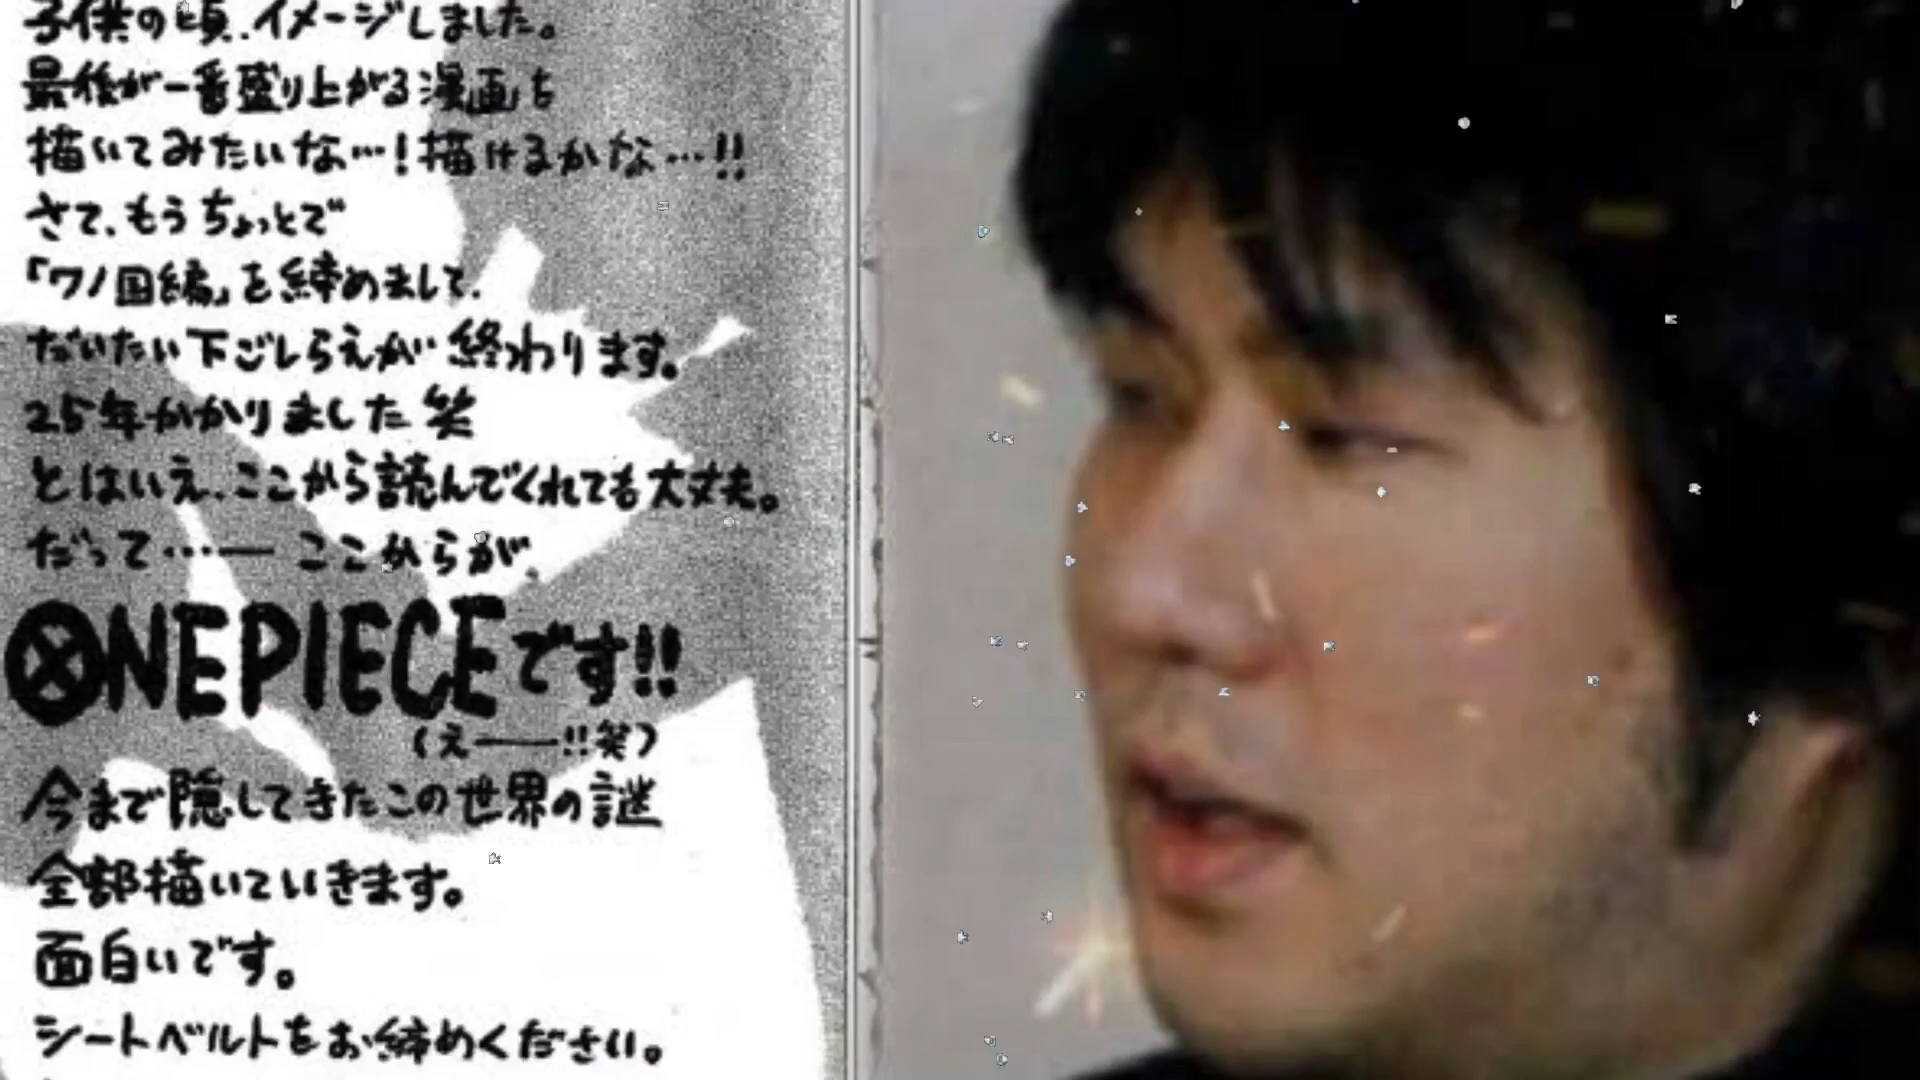 子供の頃、イメージしました。
最後が一番盛り上がる漫画を
描いてみたいな…!描けるかな…!!
さて、もうちょっとで
「ワノ国編」を締めまして、
だいたい下ごしらえが終わります。
25年かかりました笑
とはいえ、ここから読んでくれても大丈夫。
だって…―ここからが、
ONE PIECEです!!
(え――!!笑)
今まで隠してきたこの世界の謎
全部描いていきます。
面白いです。
シートベルトをお締めください。